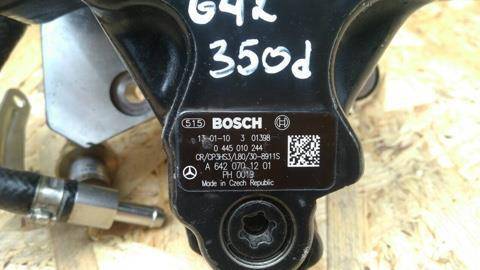 G42
350d
515 BOSCH
13-01-10 3 01398
0 445 010 244
CR/CP3HS3/L80/30-8911S
A 642 070 12 01
PH 0019
Made in Czech Republic